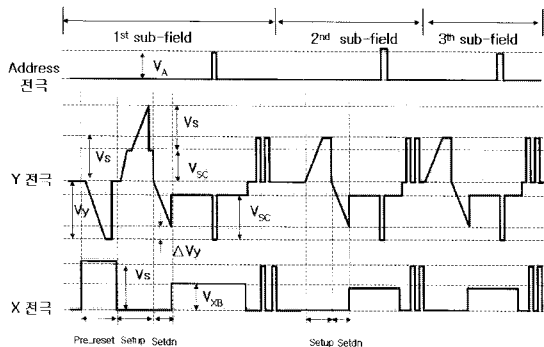 1st sub-field
2nd sub-field
3th sub-field
Address
전극
VA
Vs
Vs
VSC
Y 전극
Vy
VSC
△Vy
Vs
VXB
X 전극
Pre_reset
Setup
Setdn
Setup
Setdn